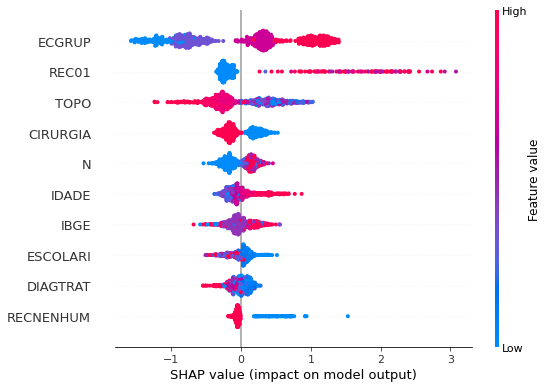 High
ECGRUP
REC01
TOPO
CIRURGIA
N
IDADE
IBGE
ESCOLARI
DIAGTRAT
RECNENHUM
Feature value
Low
−1 0 1 2 3
SHAP value (impact on model output)